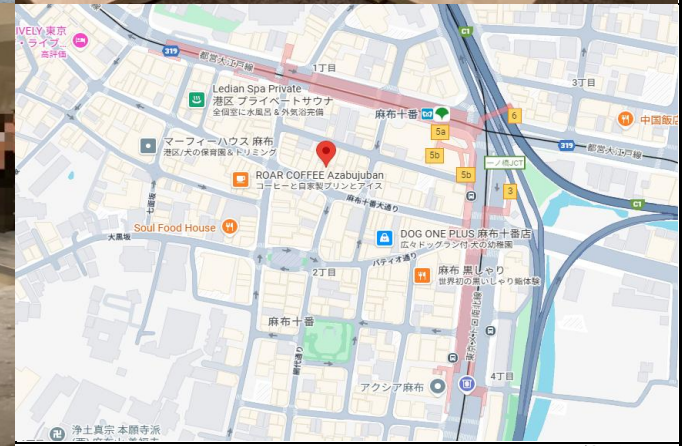 IVELY 東京
・ライブ...
高評価
319
都営大江戸線
1丁目
C1
3丁目
Ledian Spa Private
港区 プライベートサウナ
全個室に水風呂&外気浴完備
麻布十番
5a
6
中国飯店
マーフィーハウス 麻布
港区/犬の保育園&トリミング
5b
一ノ橋JCT
319
都営大江戸線
ROAR COFFEE Azabujuban
コーヒーと自家製プリンとアイス
5b
3
七面坂
麻布十番大通り
C1
Soul Food House
大黒坂
DOG ONE PLUS 麻布十番店
広々ドッグラン付 犬の幼稚園
パティオ通り
2丁目
麻布 黒しゃり
世界初の黒いしゃり鮨体験
麻布十番
網代通り
4丁目
アクシア麻布
浄土真宗 本願寺派